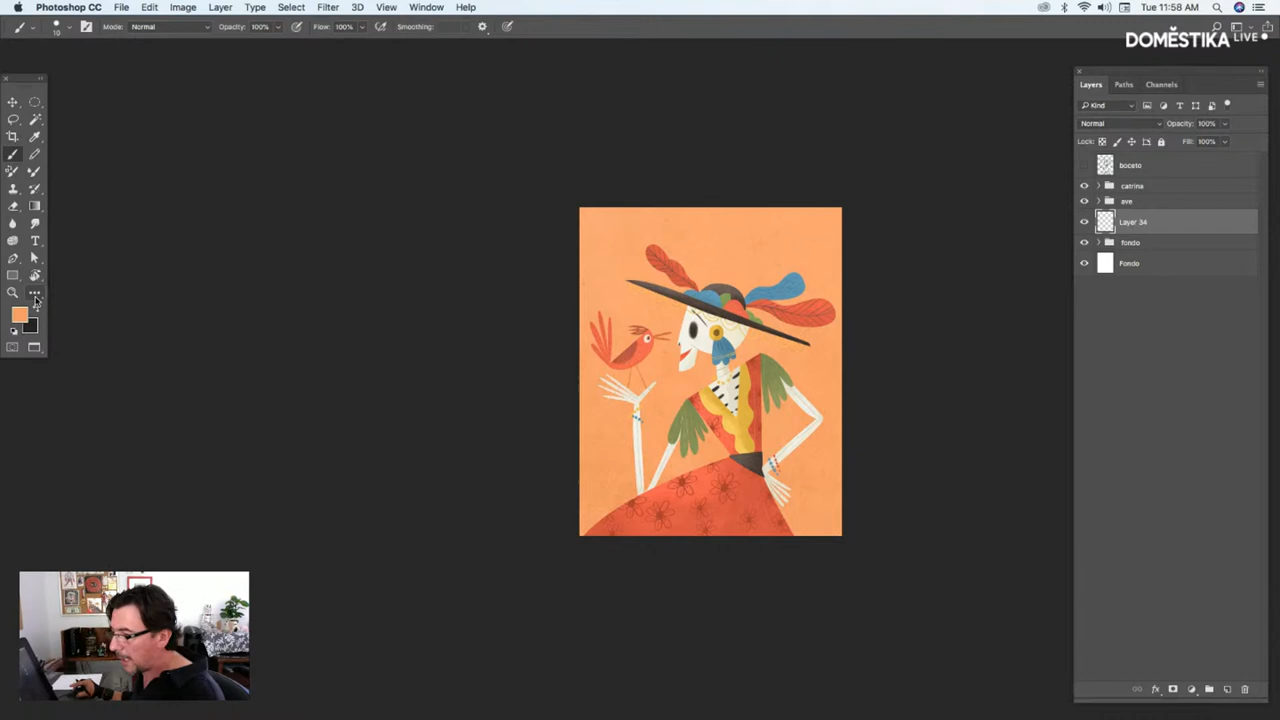 Photoshop CC File Edit Image Layer Type Select Filter 3D View Window Help Tue 11:58 AM
10 Mode: Normal Opacity: 100% Flow: 100% Smoothing:
DOMĒSTIKA LIVE
Layers Paths Channels
Kind
Normal Opacity: 100%
Lock: Fill: 100%
boceto
catrina
ave
Layer 34
fondo
Fondo